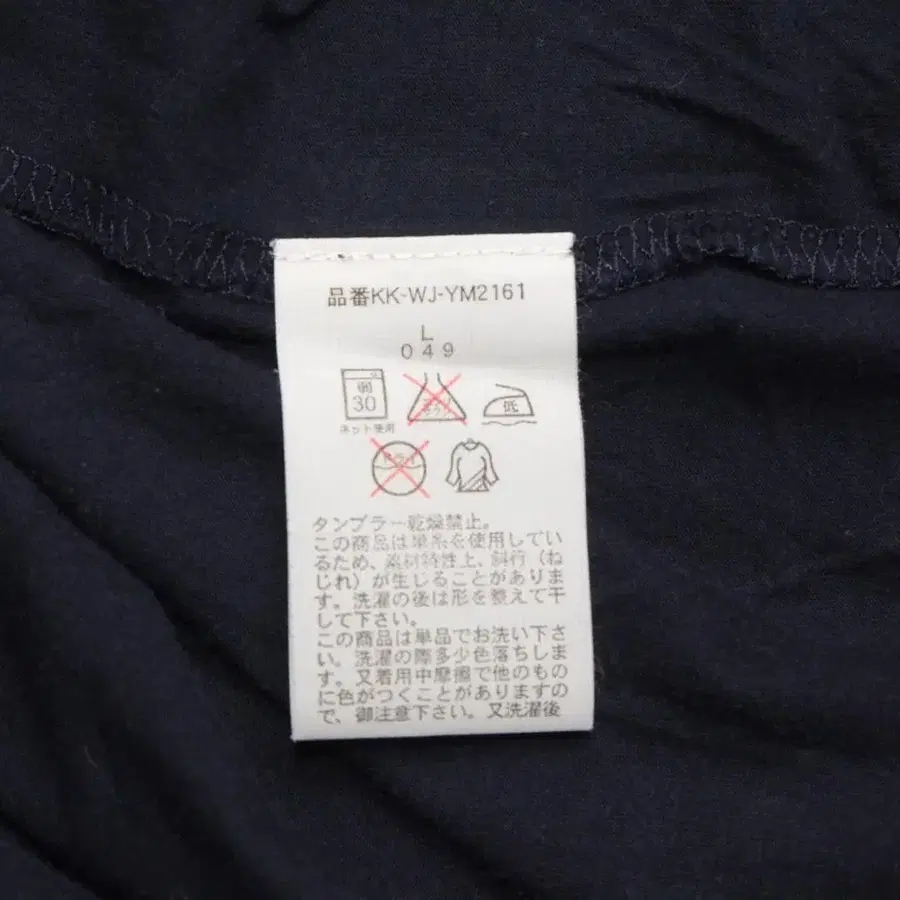 品番KK-WJ-YM2161
L
049
弱
30
低
ネット使用
ドライ
タンブラー乾燥禁止。
この商品は単糸を使用してい
るため、素材特性上、斜行（ね
じれ）が生じることがありま
す。洗濯の後は形を整えて干
して下さい。
この商品は単品でお洗い下さ
い。洗濯の際多少色落ちしま
す。又着用中摩擦で他のもの
に色がつくことがありますの
で、御注意下さい。又洗濯後